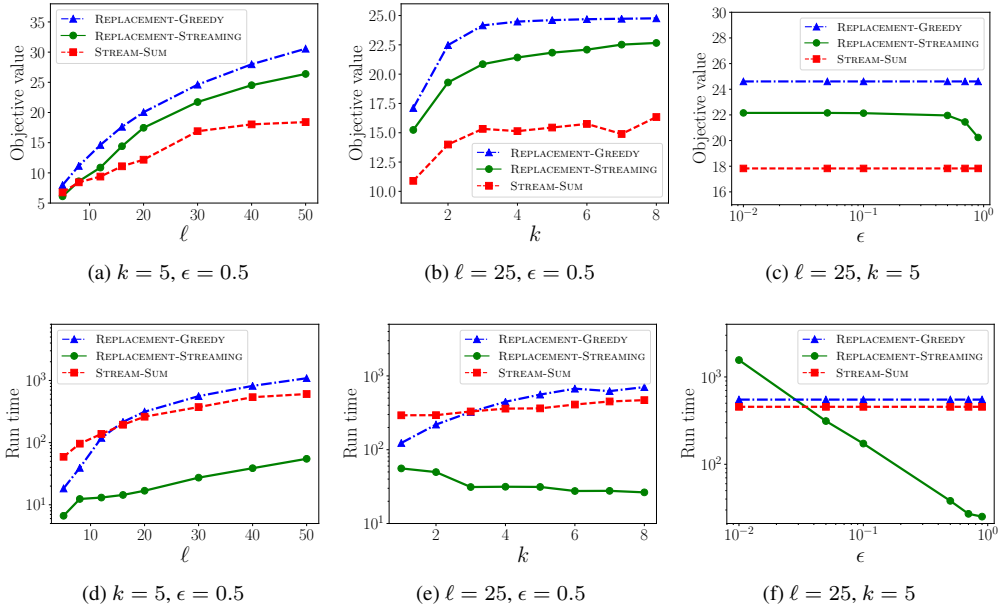 Objective value
35
30
25
20
15
10
5
10 20 30 40 50
ℓ
REPLACEMENT-GREEDY
REPLACEMENT-STREAMING
STREAM-SUM
(a) k = 5, ϵ = 0.5
Objective value
25.0
22.5
20.0
17.5
15.0
12.5
10.0
2 4 6 8
k
REPLACEMENT-GREEDY
REPLACEMENT-STREAMING
STREAM-SUM
(b) ℓ = 25, ϵ = 0.5
Objective value
30
28
26
24
22
20
18
16
10⁻² 10⁻¹ 10⁰
ϵ
REPLACEMENT-GREEDY
REPLACEMENT-STREAMING
STREAM-SUM
(c) ℓ = 25, k = 5
Run time
10³
10²
10¹
10 20 30 40 50
ℓ
REPLACEMENT-GREEDY
REPLACEMENT-STREAMING
STREAM-SUM
(d) k = 5, ϵ = 0.5
Run time
10³
10²
10¹
2 4 6 8
k
REPLACEMENT-GREEDY
REPLACEMENT-STREAMING
STREAM-SUM
(e) ℓ = 25, ϵ = 0.5
Run time
10³
10²
10⁻² 10⁻¹ 10⁰
ϵ
REPLACEMENT-GREEDY
REPLACEMENT-STREAMING
STREAM-SUM
(f) ℓ = 25, k = 5